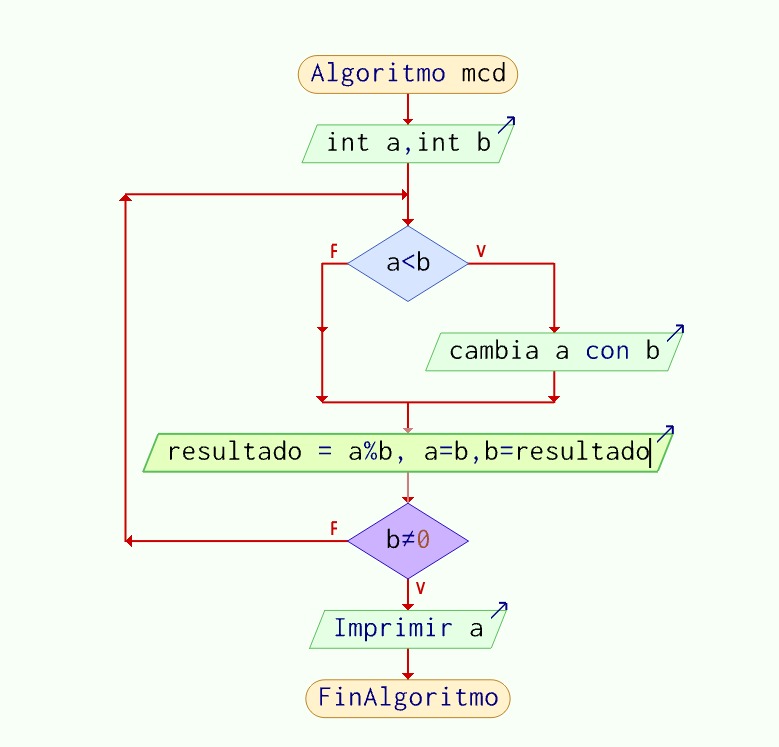 Algoritmo mcd
int a,int b
F
V
a<b
cambia a con b
resultado = a%b, a=b,b=resultado
F
b≠0
V
Imprimir a
FinAlgoritmo